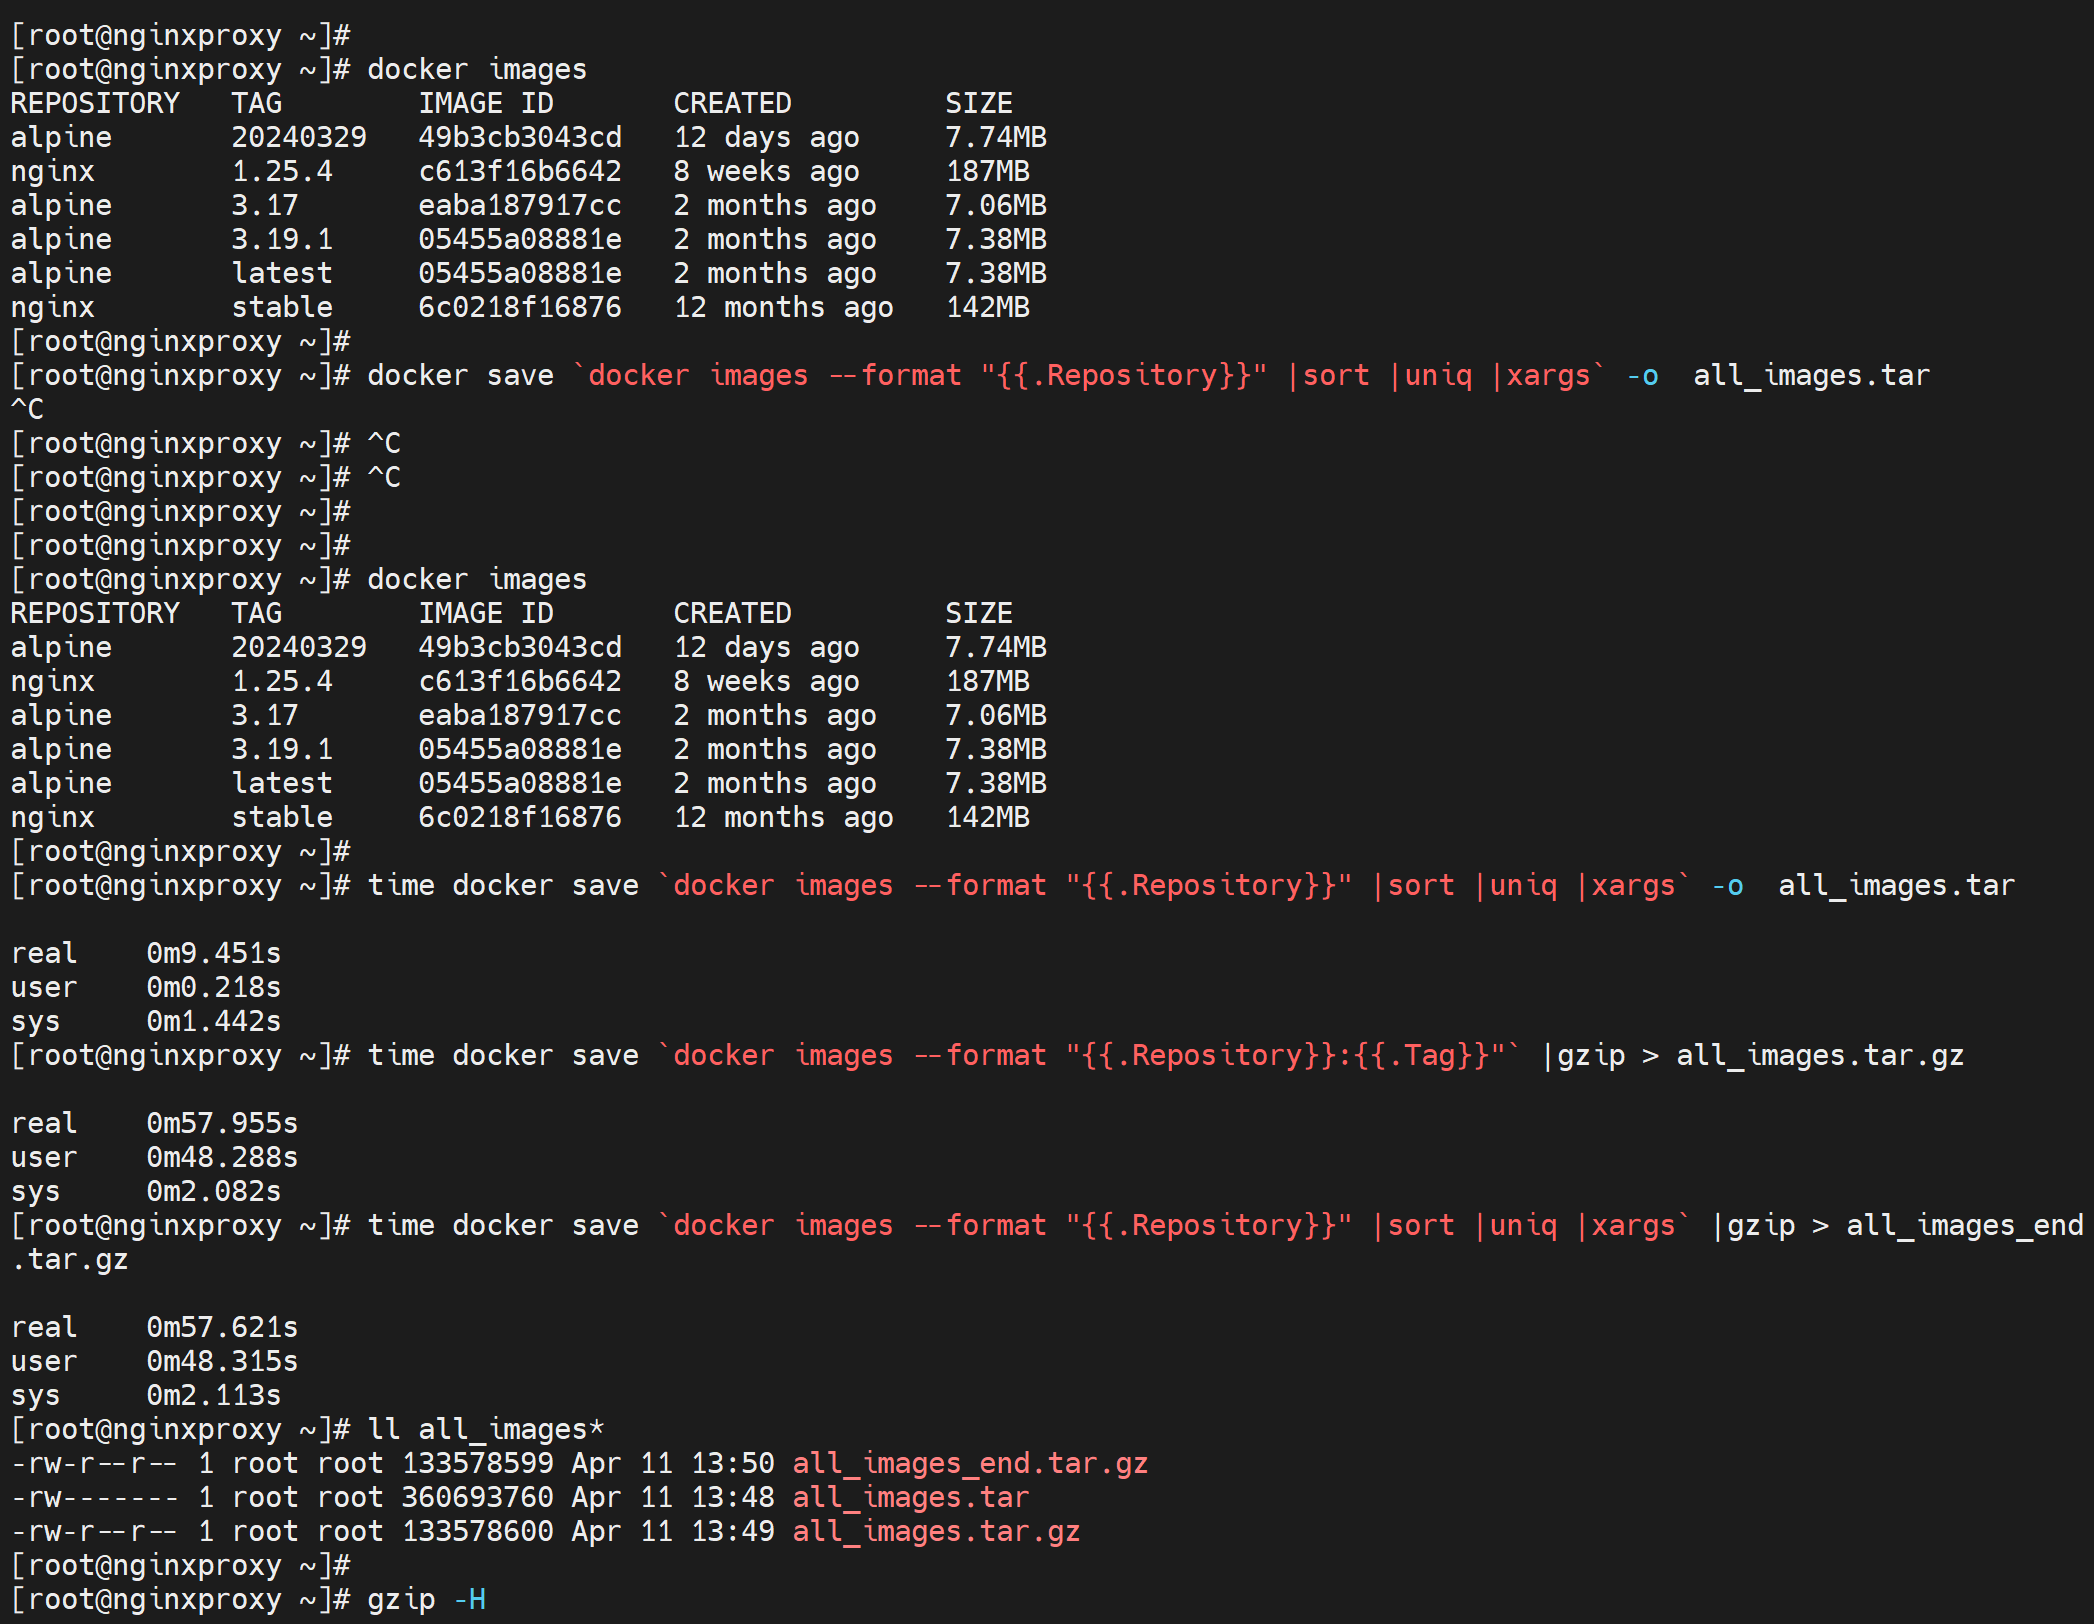 [root@nginxproxy ~]#
[root@nginxproxy ~]# docker images
REPOSITORY   TAG        IMAGE ID       CREATED         SIZE
alpine       20240329   49b3cb3043cd   12 days ago     7.74MB
nginx        1.25.4     c613f16b6642   8 weeks ago     187MB
alpine       3.17       eaba187917cc   2 months ago    7.06MB
alpine       3.19.1     05455a08881e   2 months ago    7.38MB
alpine       latest     05455a08881e   2 months ago    7.38MB
nginx        stable     6c0218f16876   12 months ago   142MB
[root@nginxproxy ~]#
[root@nginxproxy ~]# docker save `docker images --format "{{.Repository}}" |sort |uniq |xargs` -o  all_images.tar
^C
[root@nginxproxy ~]# ^C
[root@nginxproxy ~]# ^C
[root@nginxproxy ~]#
[root@nginxproxy ~]#
[root@nginxproxy ~]# docker images
REPOSITORY   TAG        IMAGE ID       CREATED         SIZE
alpine       20240329   49b3cb3043cd   12 days ago     7.74MB
nginx        1.25.4     c613f16b6642   8 weeks ago     187MB
alpine       3.17       eaba187917cc   2 months ago    7.06MB
alpine       3.19.1     05455a08881e   2 months ago    7.38MB
alpine       latest     05455a08881e   2 months ago    7.38MB
nginx        stable     6c0218f16876   12 months ago   142MB
[root@nginxproxy ~]#
[root@nginxproxy ~]# time docker save `docker images --format "{{.Repository}}" |sort |uniq |xargs` -o  all_images.tar

real    0m9.451s
user    0m0.218s
sys     0m1.442s
[root@nginxproxy ~]# time docker save `docker images --format "{{.Repository}}:{{.Tag}}"` |gzip > all_images.tar.gz

real    0m57.955s
user    0m48.288s
sys     0m2.082s
[root@nginxproxy ~]# time docker save `docker images --format "{{.Repository}}" |sort |uniq |xargs` |gzip > all_images_end
.tar.gz

real    0m57.621s
user    0m48.315s
sys     0m2.113s
[root@nginxproxy ~]# ll all_images*
-rw-r--r-- 1 root root 133578599 Apr 11 13:50 all_images_end.tar.gz
-rw------- 1 root root 360693760 Apr 11 13:48 all_images.tar
-rw-r--r-- 1 root root 133578600 Apr 11 13:49 all_images.tar.gz
[root@nginxproxy ~]#
[root@nginxproxy ~]# gzip -H